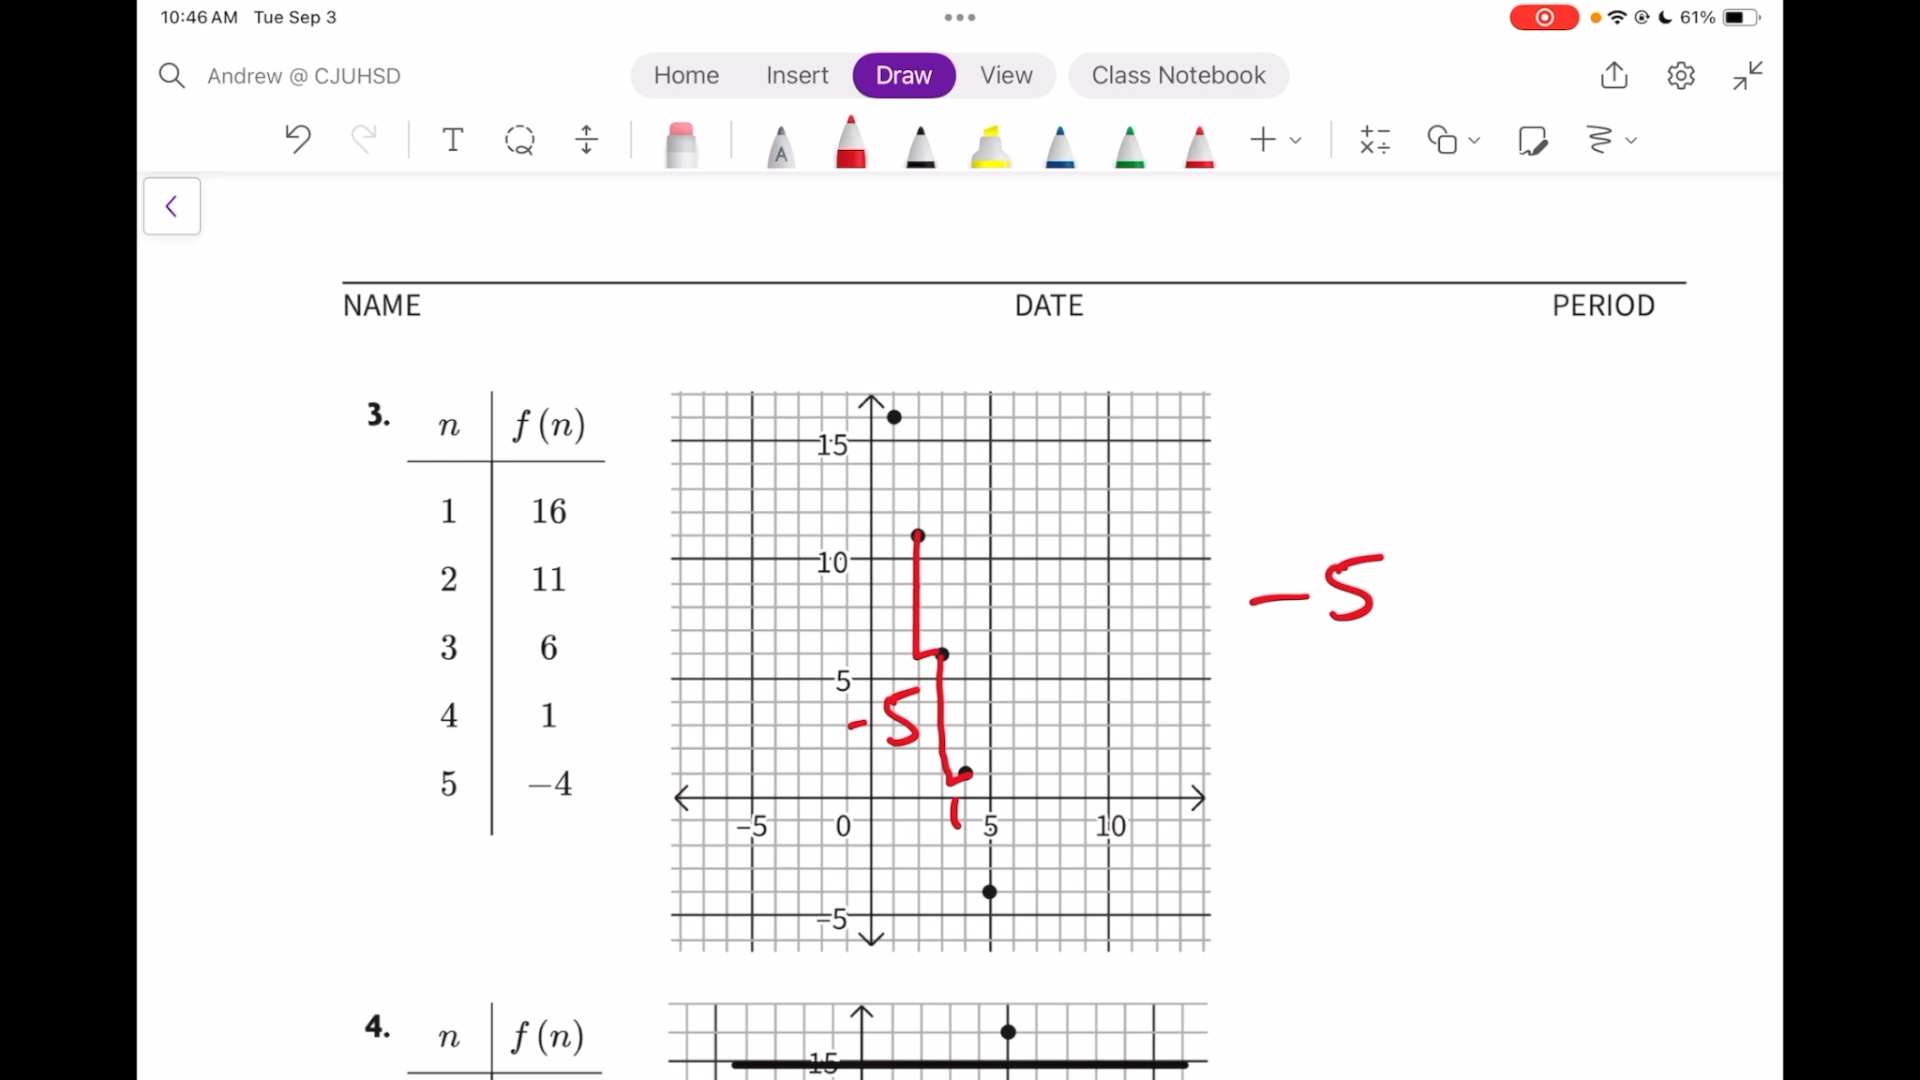 10:46 AM Tue Sep 3
61%
Andrew @ CJUHSD
Home Insert Draw View Class Notebook
T A
NAME DATE PERIOD
3.
n f(n)
1 16
2 11
3 6
4 1
5 −4
15
10
5
−5 0 5 10
−5
−5
1
−5
4.
n f(n)
15